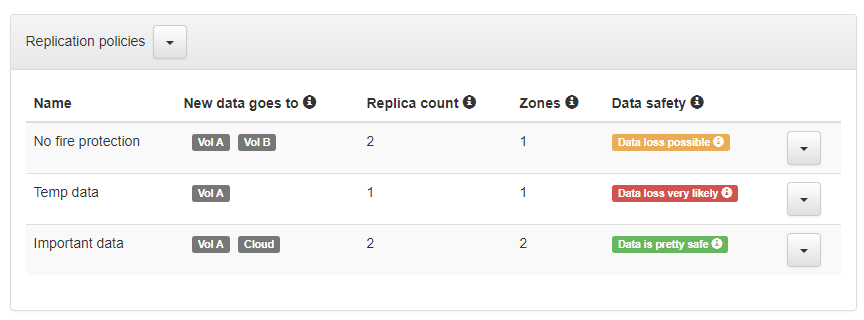 Replication policies
Name New data goes to Replica count Zones Data safety
No fire protection Vol A Vol B 2 1 Data loss possible
Temp data Vol A 1 1 Data loss very likely
Important data Vol A Cloud 2 2 Data is pretty safe